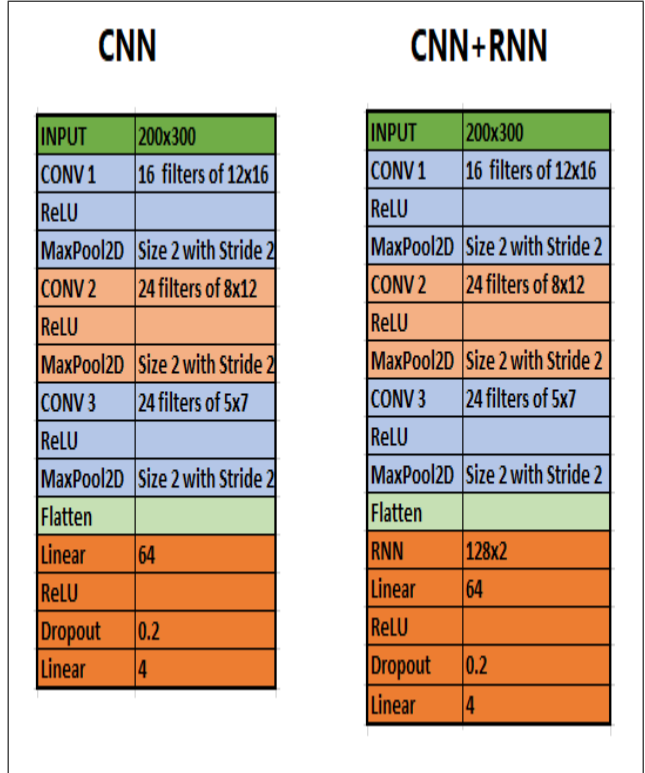 CNN
INPUT 200x300
CONV 1 16 filters of 12x16
ReLU
MaxPool2D Size 2 with Stride 2
CONV 2 24 filters of 8x12
ReLU
MaxPool2D Size 2 with Stride 2
CONV 3 24 filters of 5x7
ReLU
MaxPool2D Size 2 with Stride 2
Flatten
Linear 64
ReLU
Dropout 0.2
Linear 4
CNN+RNN
INPUT 200x300
CONV 1 16 filters of 12x16
ReLU
MaxPool2D Size 2 with Stride 2
CONV 2 24 filters of 8x12
ReLU
MaxPool2D Size 2 with Stride 2
CONV 3 24 filters of 5x7
ReLU
MaxPool2D Size 2 with Stride 2
Flatten
RNN 128x2
Linear 64
ReLU
Dropout 0.2
Linear 4